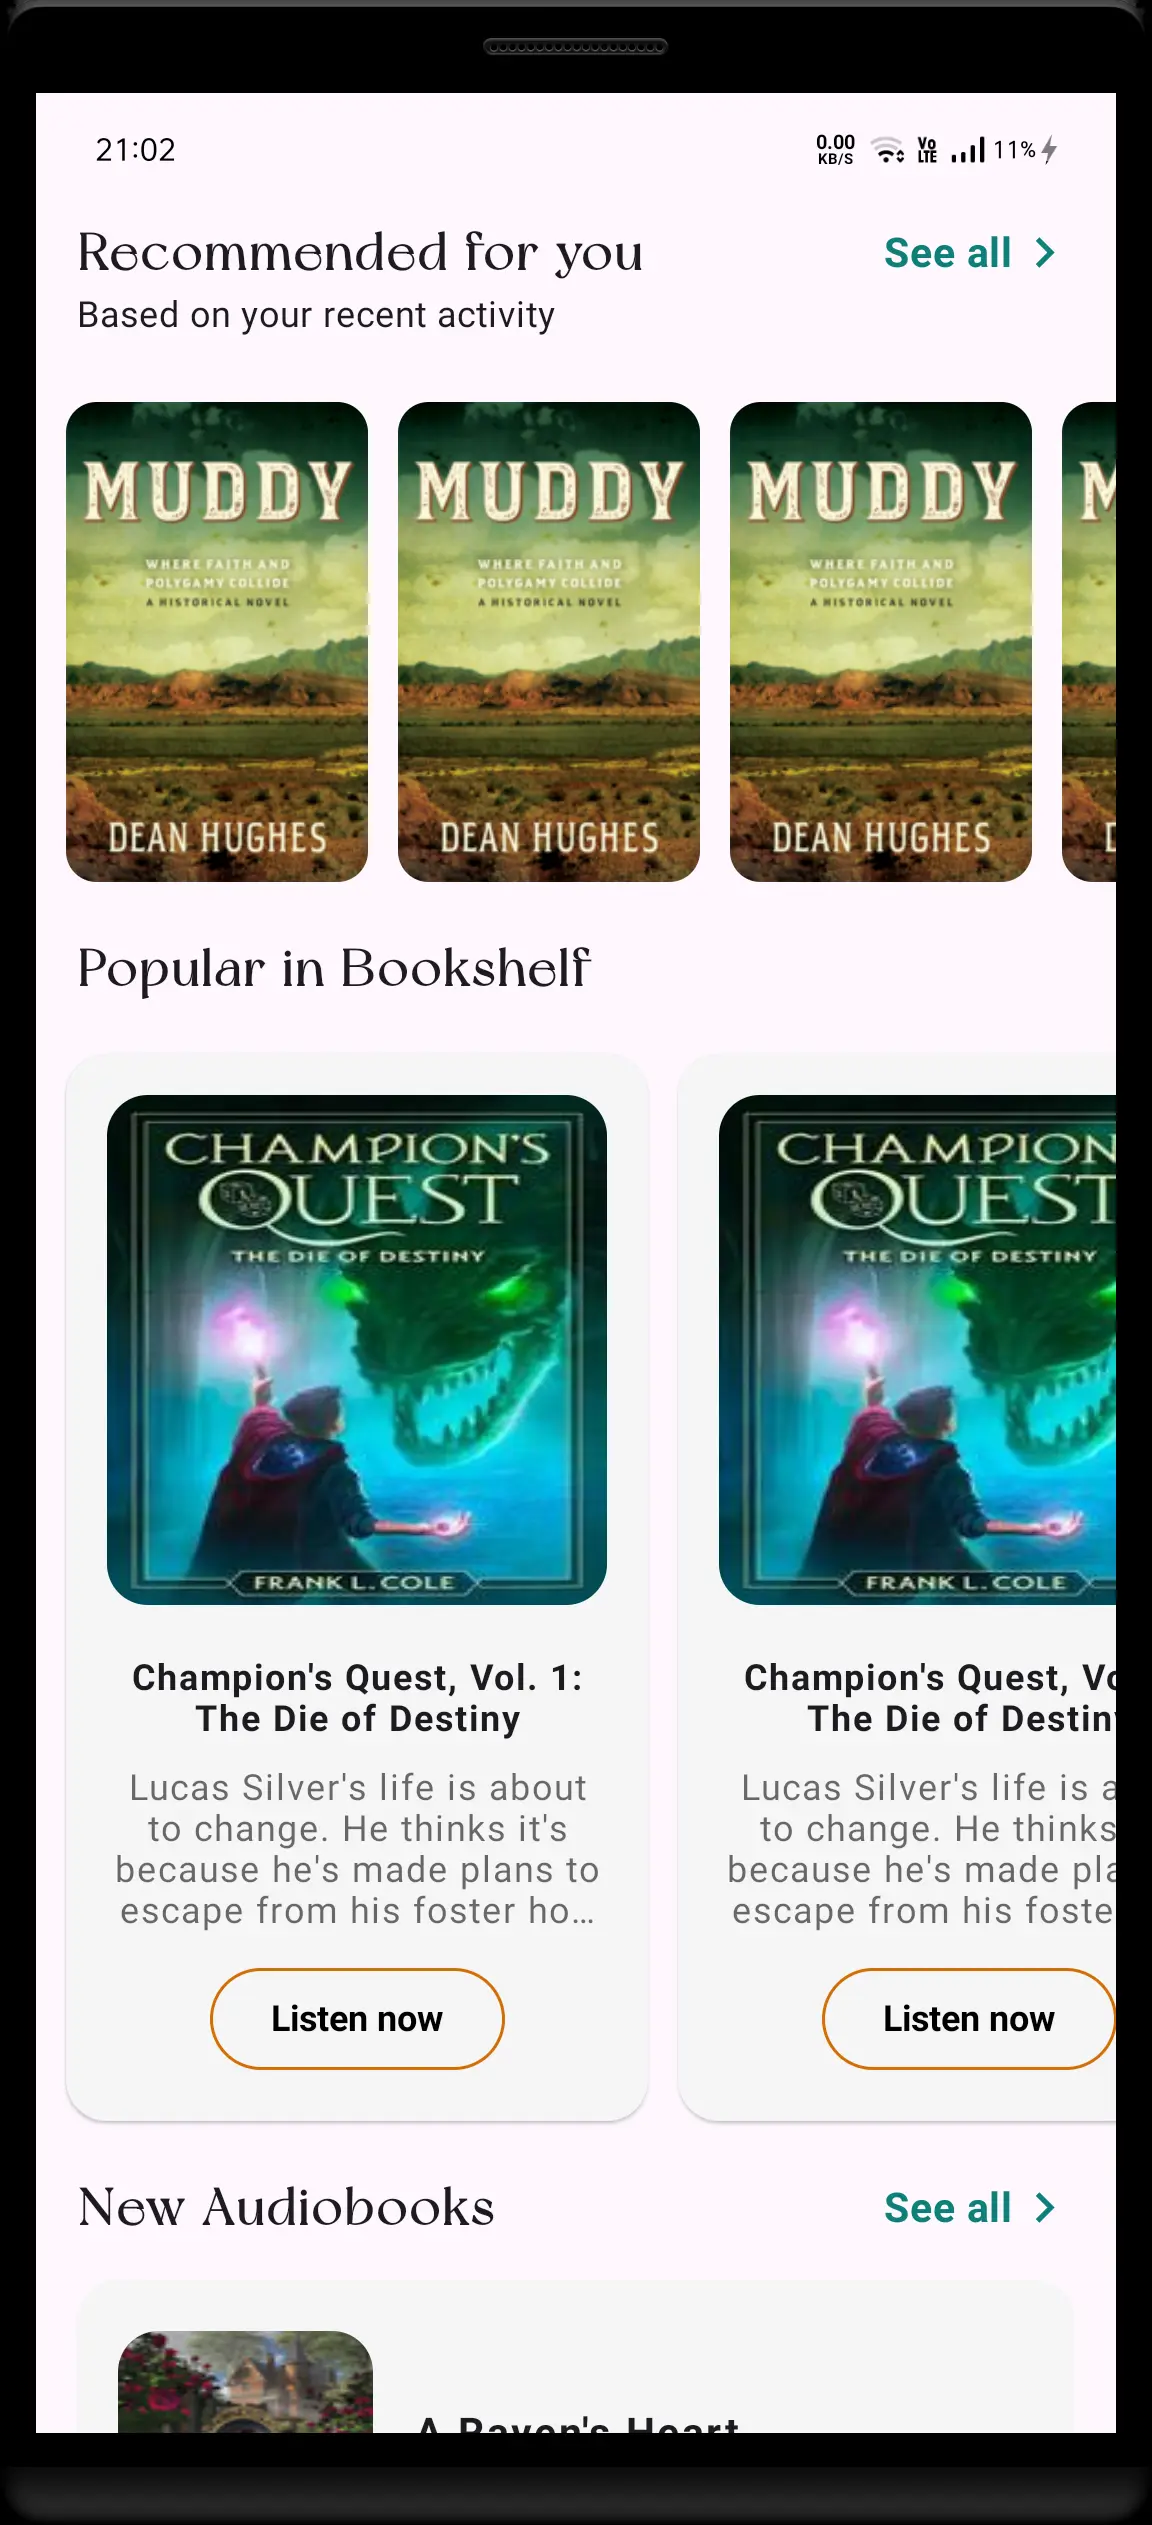 21:02
0.00
KB/S
Vo
LTE
11%
Recommended for you
See all
Based on your recent activity
MUDDY
WHERE FAITH AND
POLYGAMY COLLIDE
A HISTORICAL NOVEL
DEAN HUGHES
MUDDY
WHERE FAITH AND
POLYGAMY COLLIDE
A HISTORICAL NOVEL
DEAN HUGHES
MUDDY
WHERE FAITH AND
POLYGAMY COLLIDE
A HISTORICAL NOVEL
DEAN HUGHES
M
D
Popular in Bookshelf
CHAMPION'S
QUEST
THE DIE OF DESTINY
FRANK L. COLE
Champion's Quest, Vol. 1:
The Die of Destiny
Lucas Silver's life is about
to change. He thinks it's
because he's made plans to
escape from his foster ho...
Listen now
CHAMPION
QUEST
THE DIE OF DESTINY
FRANK L. COLE
Champion's Quest, Vo
The Die of Destiny
Lucas Silver's life is a
to change. He thinks
because he's made pla
escape from his foste
Listen now
New Audiobooks
See all
A Raven's Heart